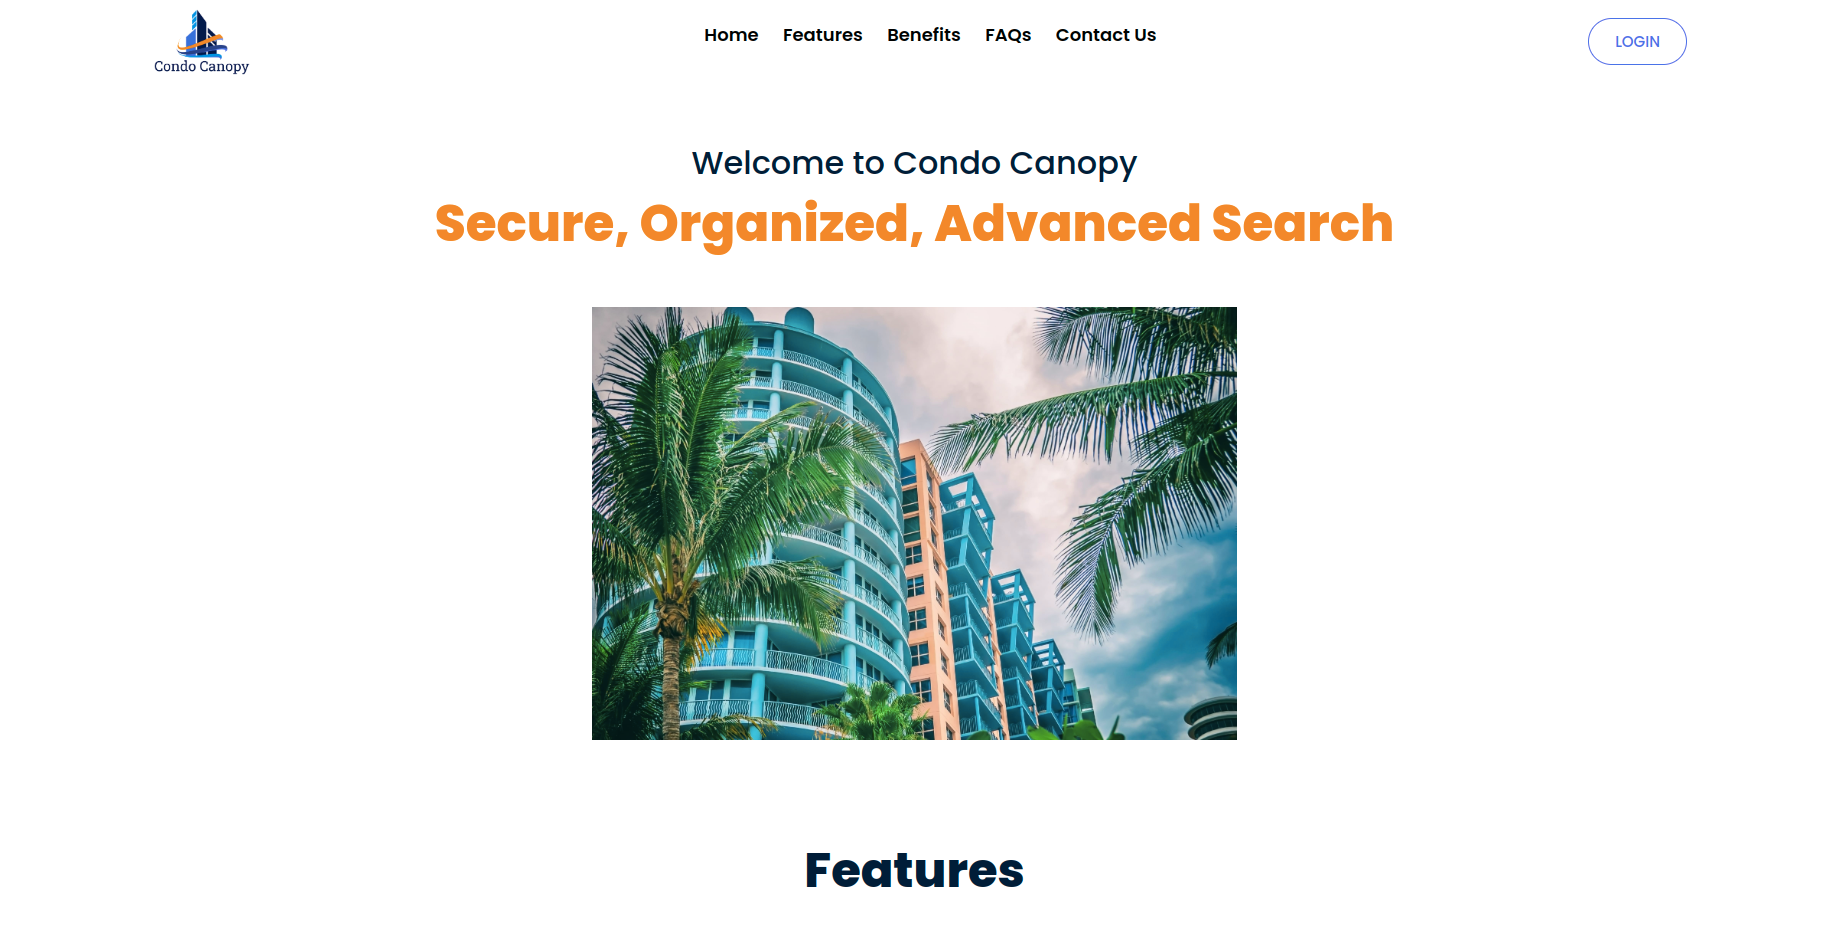 Condo Canopy
Home Features Benefits FAQs Contact Us
LOGIN
Welcome to Condo Canopy
Secure, Organized, Advanced Search
Features